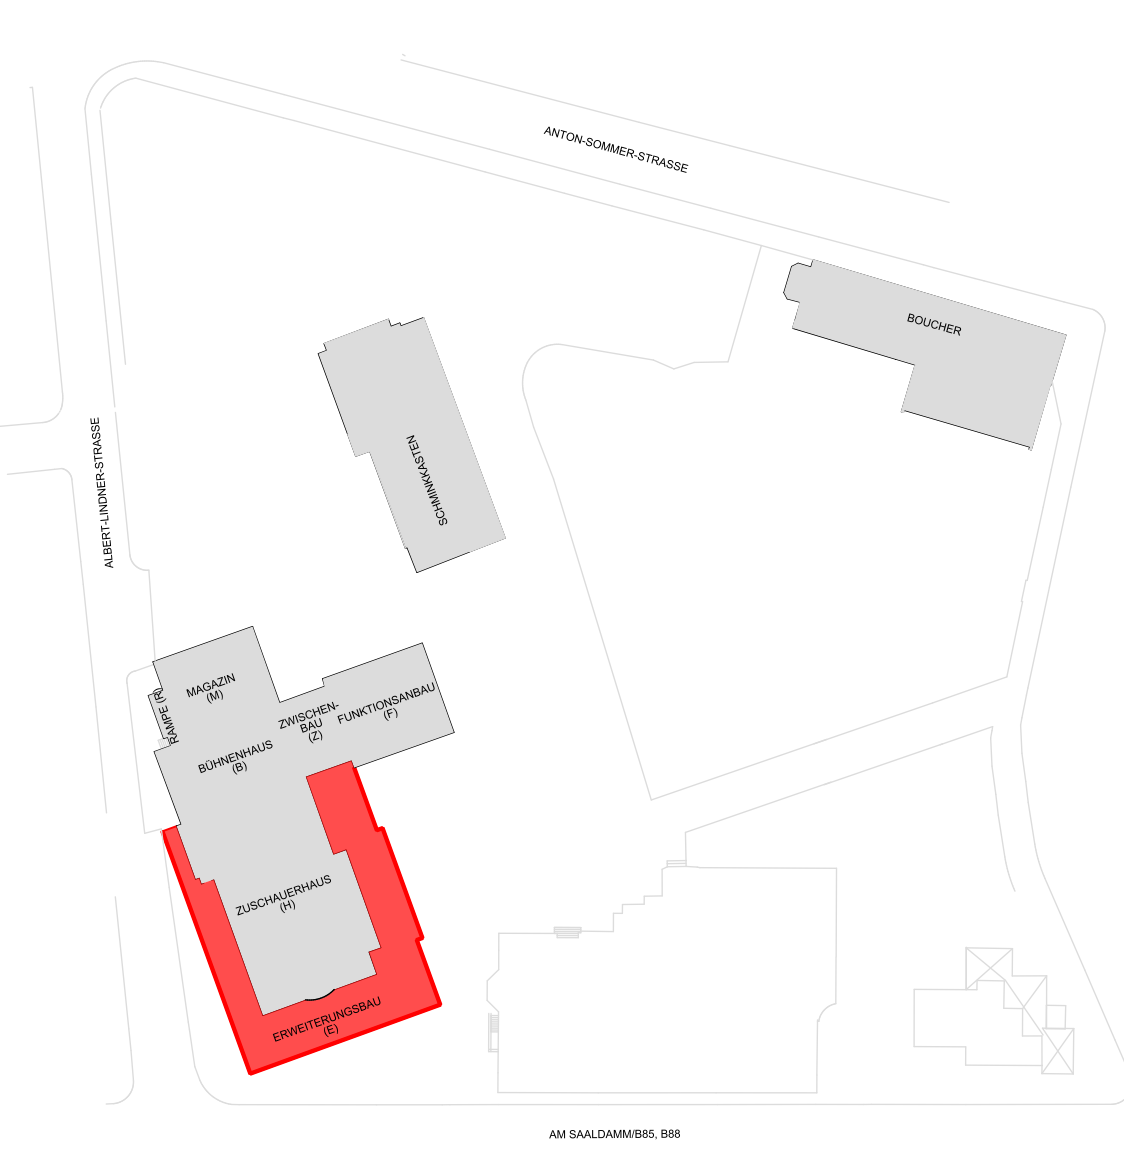 ANTON-SOMMER-STRASSE
BOUCHER
ALBERT-LINDNER-STRASSE
SCHMINKKASTEN
MAGAZIN
(M)
RAMPE (R)
ZWISCHEN-
BAU
(Z)
FUNKTIONSANBAU
(F)
BÜHNENHAUS
(B)
ZUSCHAUERHAUS
(H)
ERWEITERUNGSBAU
(E)
AM SAALDAMM/B85, B88